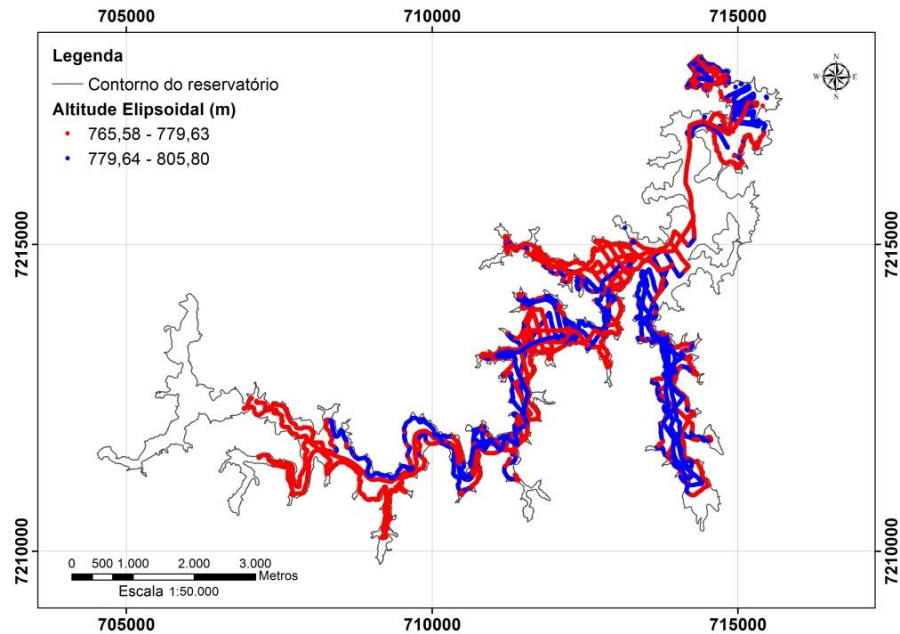 705000 710000 715000
Legenda
Contorno do reservatório
Altitude Elipsoidal (m)
765,58 - 779,63
779,64 - 805,80
N
W E
S
7215000 7215000
7210000 7210000
0 500 1.000 2.000 3.000
Metros
Escala 1:50.000
705000 710000 715000